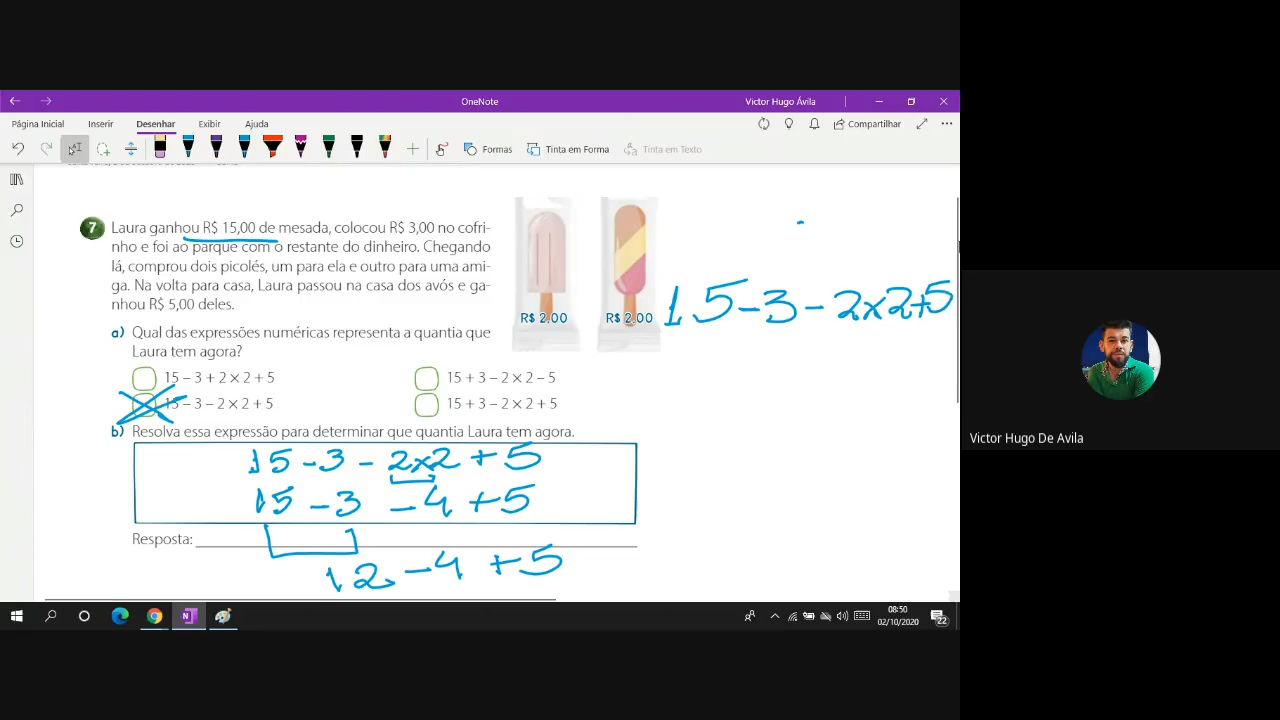 OneNote
Victor Hugo Ávila
Página Inicial Inserir Desenhar Exibir Ajuda
Compartilhar
Formas Tinta em Forma Tinta em Texto
7 Laura ganhou R$ 15,00 de mesada, colocou R$ 3,00 no cofri-
nho e foi ao parque com o restante do dinheiro. Chegando
lá, comprou dois picolés, um para ela e outro para uma ami-
ga. Na volta para casa, Laura passou na casa dos avós e ga-
nhou R$ 5,00 deles.
R$ 2,00 R$ 2,00
15-3-2x2+5
a) Qual das expressões numéricas representa a quantia que
Laura tem agora?
15 – 3 + 2 × 2 + 5 15 + 3 – 2 × 2 – 5
15 – 3 – 2 × 2 + 5 15 + 3 – 2 × 2 + 5
b) Resolva essa expressão para determinar que quantia Laura tem agora.
15-3-2x2+5
15-3-4+5
Resposta:
12-4+5
Victor Hugo De Avila
08:50
02/10/2020
22